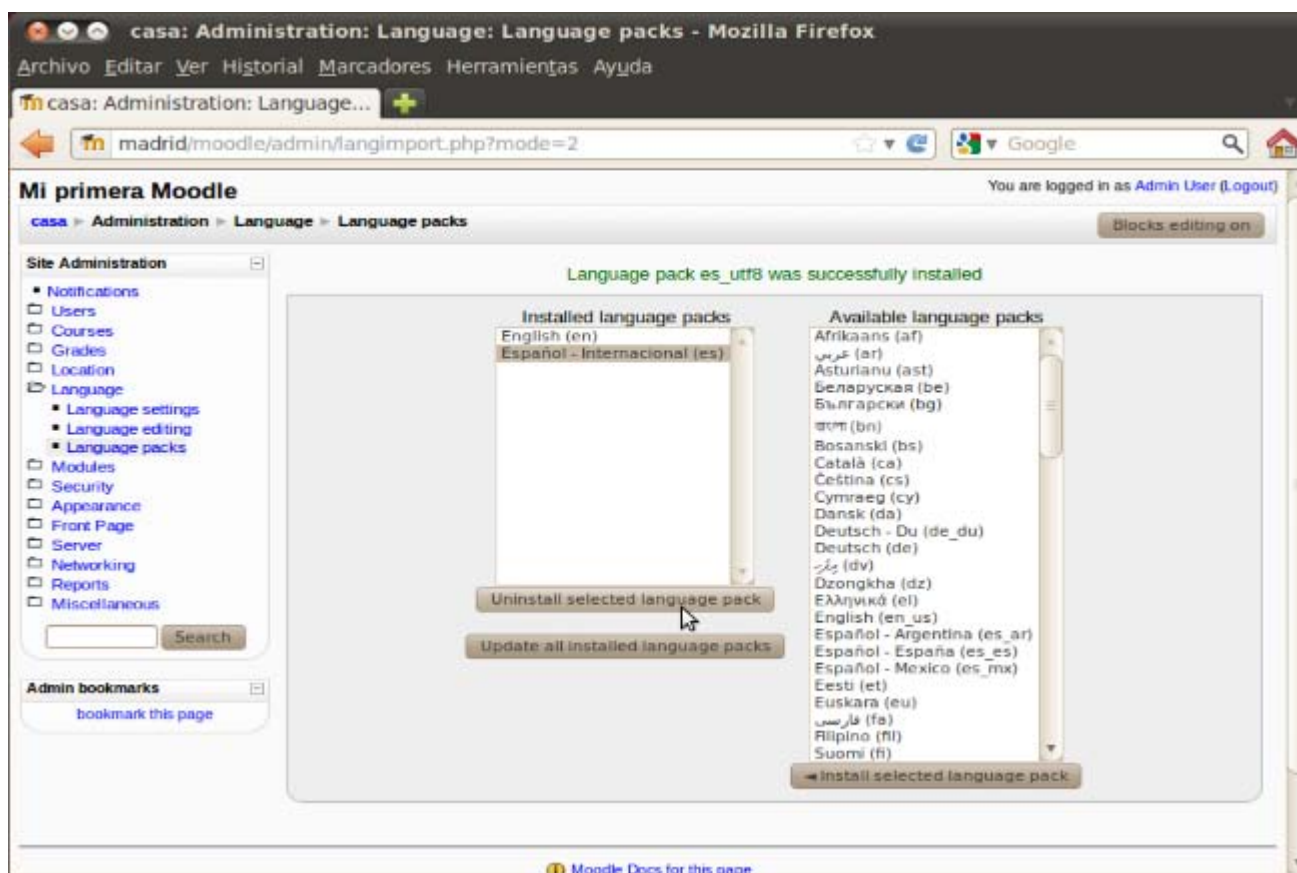 casa: Administration: Language: Language packs - Mozilla Firefox
Archivo Editar Ver Historial Marcadores Herramientas Ayuda
casa: Administration: Language...
madrid/moodle/admin/langimport.php?mode=2
Google
Mi primera Moodle
You are logged in as Admin User (Logout)
casa ► Administration ► Language ► Language packs
Blocks editing on
Site Administration
Notifications
Users
Courses
Grades
Location
Language
Language settings
Language editing
Language packs
Modules
Security
Appearance
Front Page
Server
Networking
Reports
Miscellaneous
Search
Admin bookmarks
bookmark this page
Language pack es_utf8 was successfully installed
Installed language packs
English (en)
Español - Internacional (es)
Uninstall selected language pack
Update all installed language packs
Available language packs
Afrikaans (af)
عربي (ar)
Asturianu (ast)
Беларуская (be)
Български (bg)
বাংলা (bn)
Bosanski (bs)
Català (ca)
Čeština (cs)
Cymraeg (cy)
Dansk (da)
Deutsch - Du (de_du)
Deutsch (de)
(dv)
Dzongkha (dz)
Ελληνικά (el)
English (en_us)
Español - Argentina (es_ar)
Español - España (es_es)
Español - Mexico (es_mx)
Eesti (et)
Euskara (eu)
فارسی (fa)
Filipino (fil)
Suomi (fi)
◄ Install selected language pack
Moodle Docs for this page